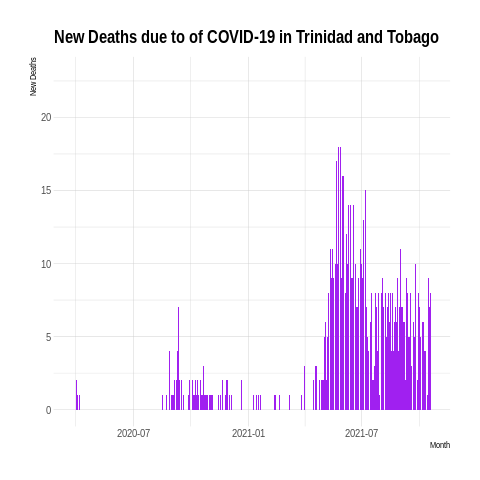 New Deaths due to of COVID-19 in Trinidad and Tobago
New Deaths
20
15
10
5
0
2020-07 2021-01 2021-07
Month